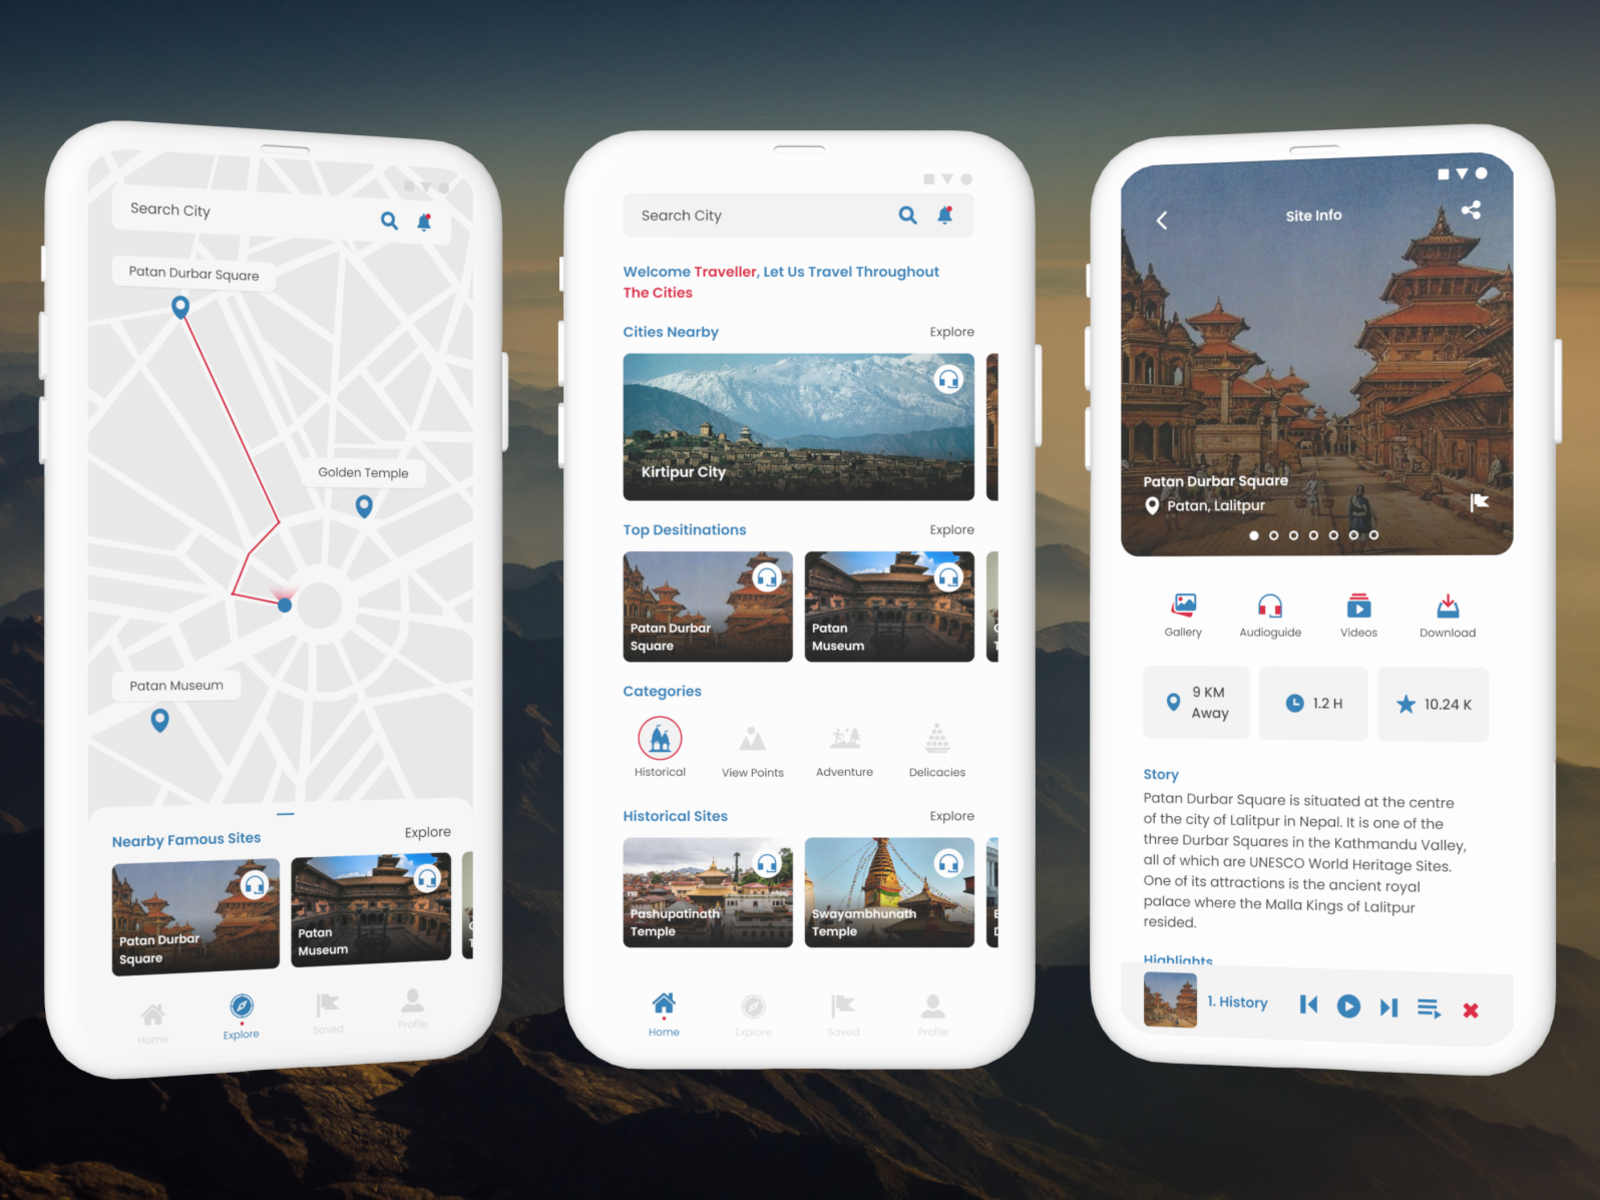 Search City
Patan Durbar Square
Golden Temple
Patan Museum
Nearby Famous Sites
Explore
Patan Durbar
Square
Patan
Museum
Home
Explore
Saved
Profile
Search City
Welcome Traveller, Let Us Travel Throughout
The Cities
Cities Nearby
Explore
Kirtipur City
Top Desitinations
Explore
Patan Durbar
Square
Patan
Museum
Categories
Historical
View Points
Adventure
Delicacies
Historical Sites
Explore
Pashupatinath
Temple
Swayambhunath
Temple
Home
Explore
Saved
Profile
Site Info
Patan Durbar Square
Patan, Lalitpur
Gallery
Audioguide
Videos
Download
9 KM
Away
1.2 H
10.24 K
Story
Patan Durbar Square is situated at the centre
of the city of Lalitpur in Nepal. It is one of the
three Durbar Squares in the Kathmandu Valley,
all of which are UNESCO World Heritage Sites.
One of its attractions is the ancient royal
palace where the Malla Kings of Lalitpur
resided.
Highlights
1. History